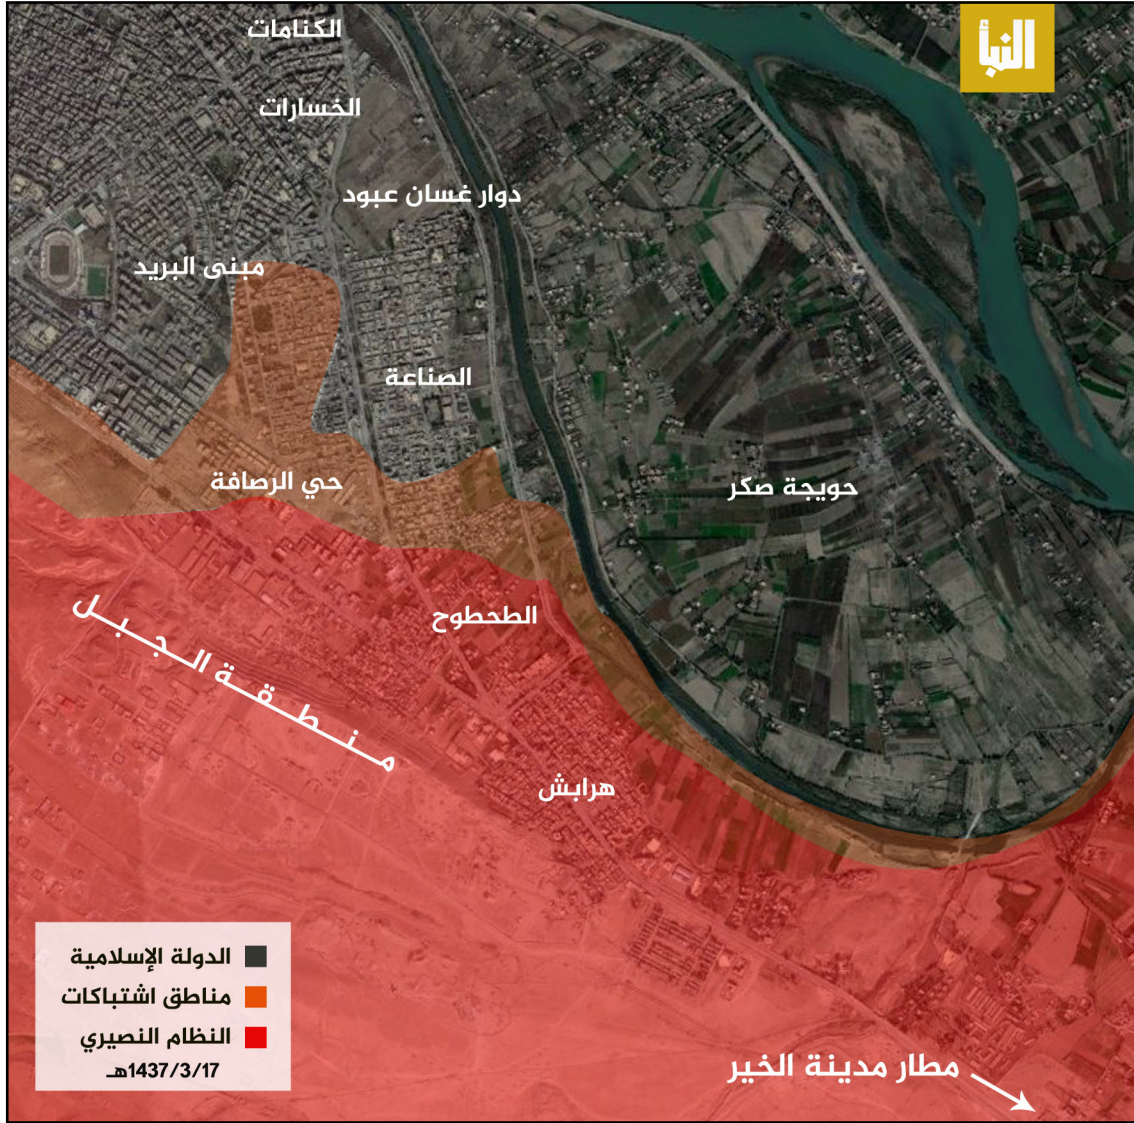 النبأ
الكنامات
الخسارات
دوار غسان عبود
مبنى البريد
الصناعة
حي الرصافة
حويجة صكر
الطحطوح
منطقة الجبل
هرابش
الدولة الإسلامية
مناطق اشتباكات
النظام النصيري
1437/3/17هـ
مطار مدينة الخير